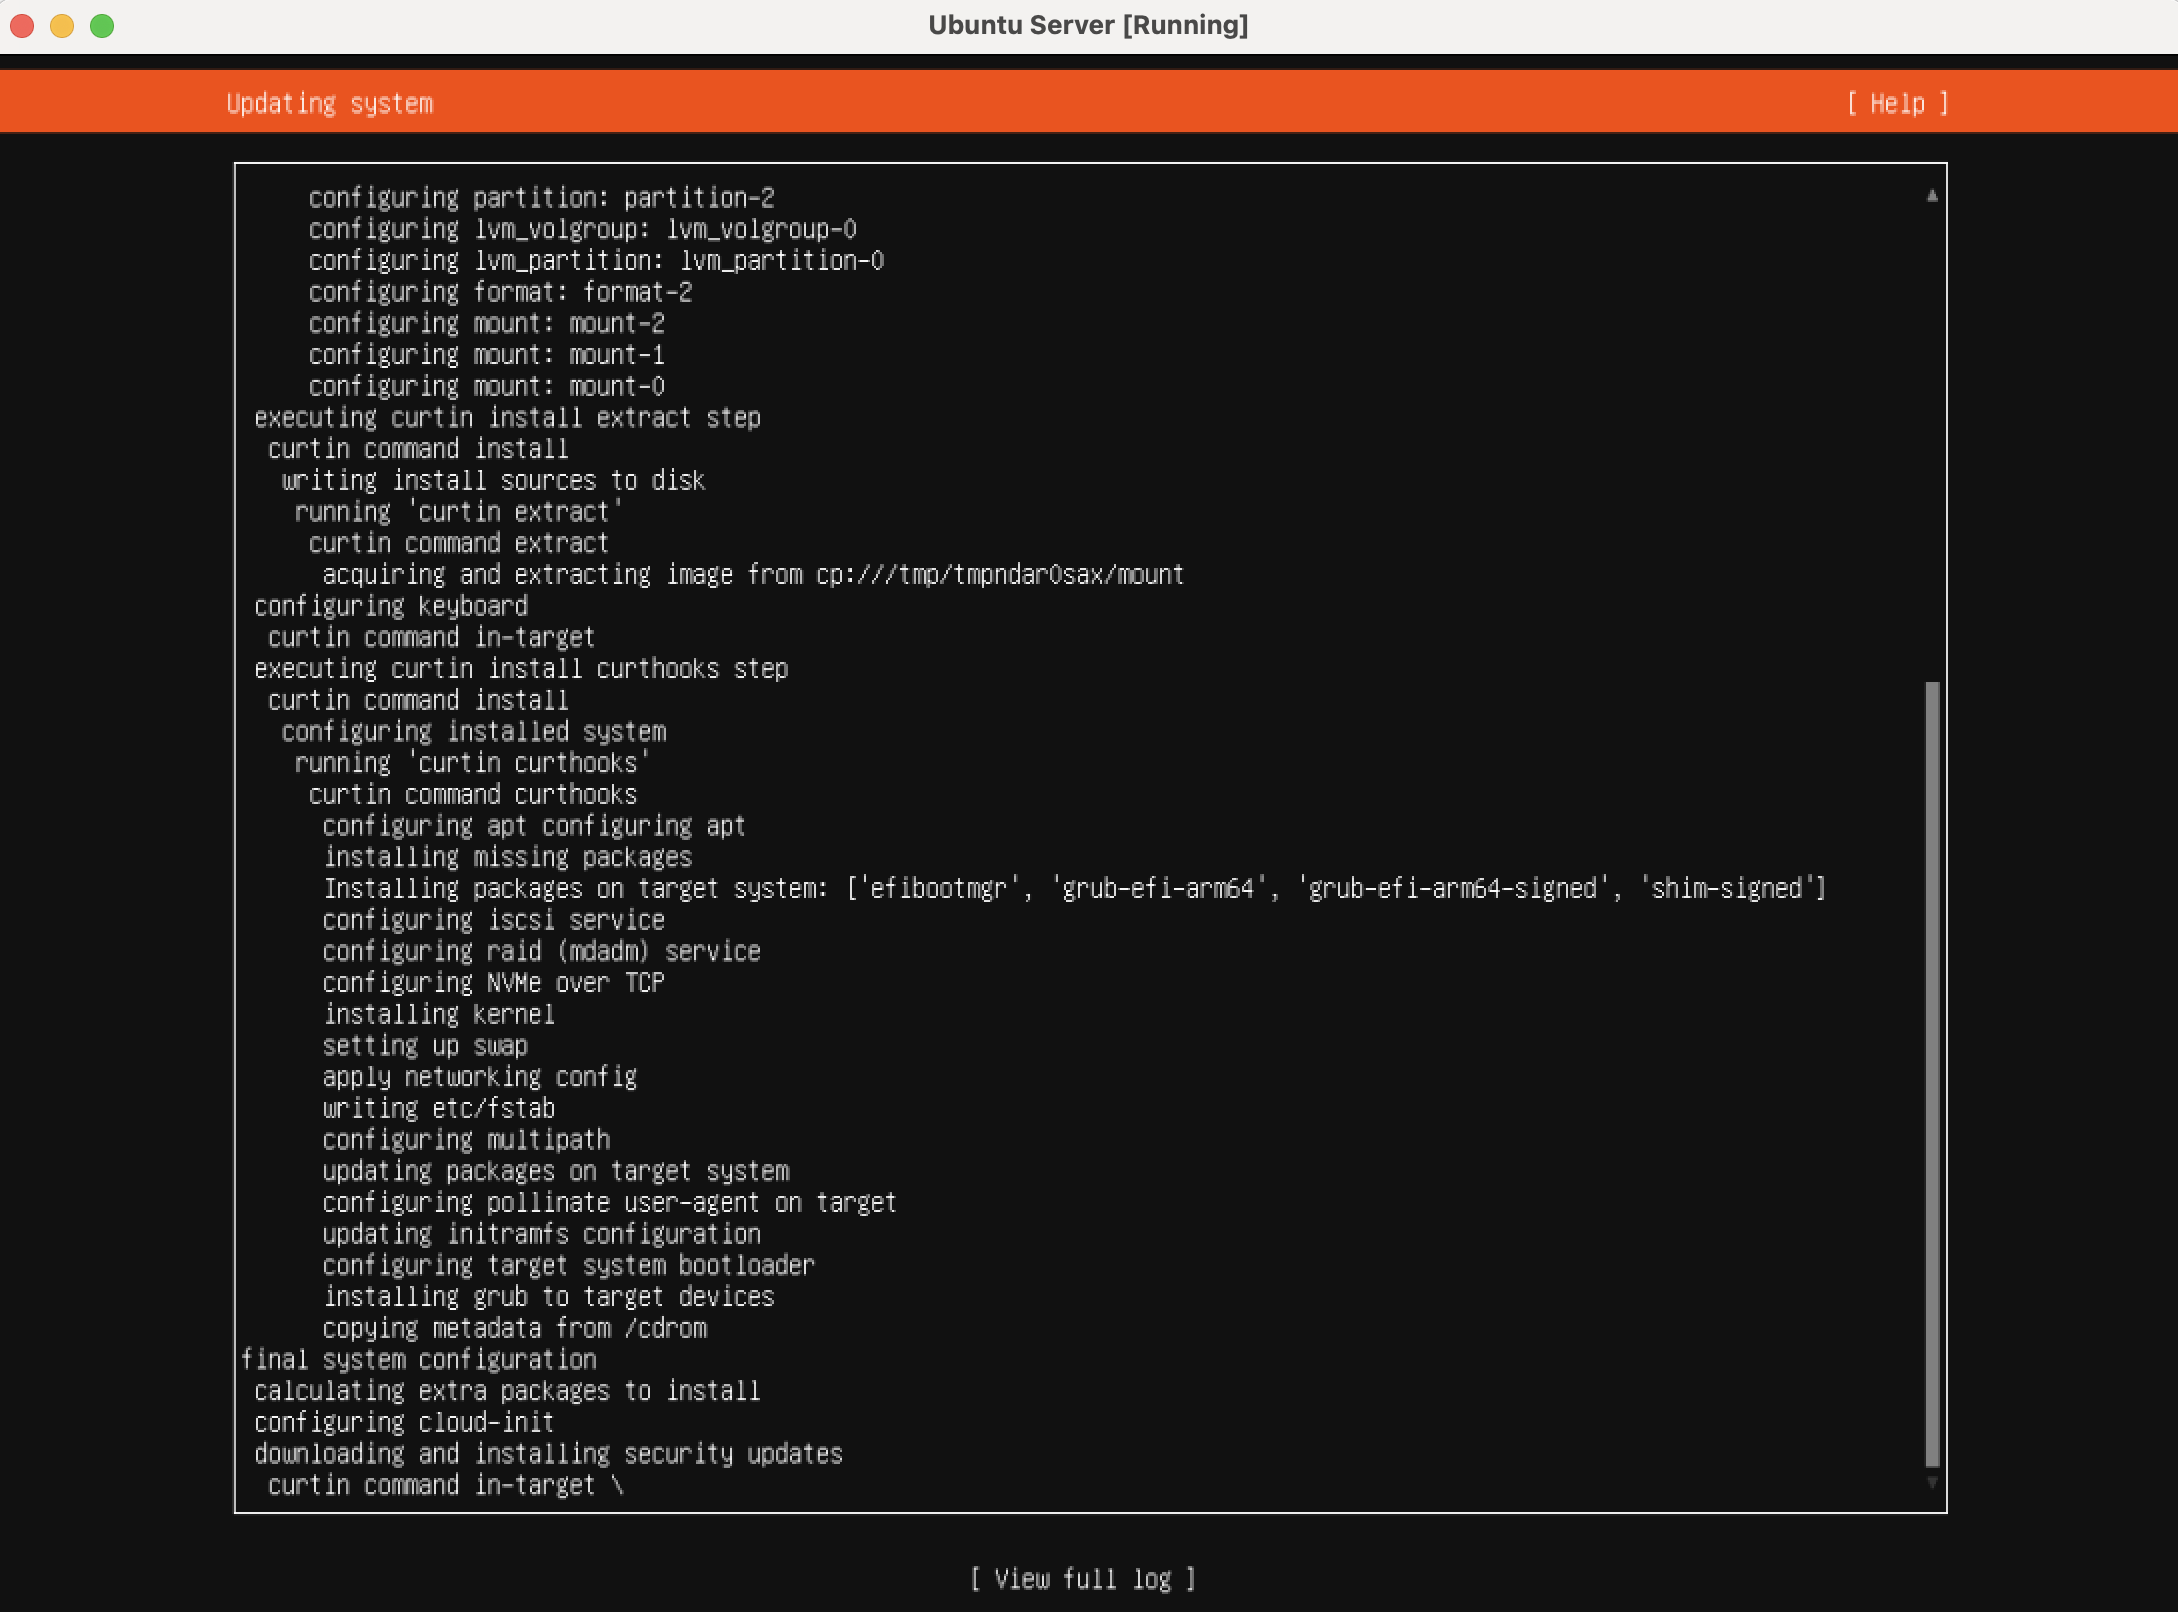 Ubuntu Server [Running]
Updating system [ Help ]
configuring partition: partition-2
configuring lvm_volgroup: lvm_volgroup-0
configuring lvm_partition: lvm_partition-0
configuring format: format-2
configuring mount: mount-2
configuring mount: mount-1
configuring mount: mount-0
executing curtin install extract step
curtin command install
writing install sources to disk
running 'curtin extract'
curtin command extract
acquiring and extracting image from cp:///tmp/tmpndar0sax/mount
configuring keyboard
curtin command in-target
executing curtin install curthooks step
curtin command install
configuring installed system
running 'curtin curthooks'
curtin command curthooks
configuring apt configuring apt
installing missing packages
Installing packages on target system: ['efibootmgr', 'grub-efi-arm64', 'grub-efi-arm64-signed', 'shim-signed']
configuring iscsi service
configuring raid (mdadm) service
configuring NVMe over TCP
installing kernel
setting up swap
apply networking config
writing etc/fstab
configuring multipath
updating packages on target system
configuring pollinate user-agent on target
updating initramfs configuration
configuring target system bootloader
installing grub to target devices
copying metadata from /cdrom
final system configuration
calculating extra packages to install
configuring cloud-init
downloading and installing security updates
curtin command in-target \
[ View full log ]